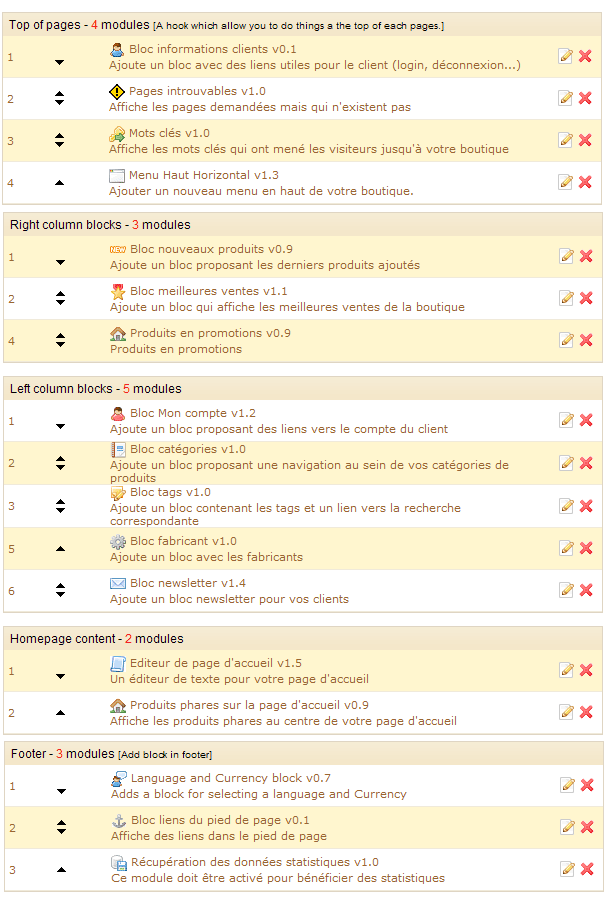 Top of pages - 4 modules [A hook which allow you to do things a the top of each pages.]
1
Bloc informations clients v0.1
Ajoute un bloc avec des liens utiles pour le client (login, déconnexion...)
2
Pages introuvables v1.0
Affiche les pages demandées mais qui n'existent pas
3
Mots clés v1.0
Affiche les mots clés qui ont mené les visiteurs jusqu'à votre boutique
4
Menu Haut Horizontal v1.3
Ajouter un nouveau menu en haut de votre boutique.
Right column blocks - 3 modules
1
NEW Bloc nouveaux produits v0.9
Ajoute un bloc proposant les derniers produits ajoutés
2
Bloc meilleures ventes v1.1
Ajoute un bloc qui affiche les meilleures ventes de la boutique
4
Produits en promotions v0.9
Produits en promotions
Left column blocks - 5 modules
1
Bloc Mon compte v1.2
Ajoute un bloc proposant des liens vers le compte du client
2
Bloc catégories v1.0
Ajoute un bloc proposant une navigation au sein de vos catégories de
produits
3
Bloc tags v1.0
Ajoute un bloc contenant les tags et un lien vers la recherche
correspondante
5
Bloc fabricant v1.0
Ajoute un bloc avec les fabricants
6
Bloc newsletter v1.4
Ajoute un bloc newsletter pour vos clients
Homepage content - 2 modules
1
Editeur de page d'accueil v1.5
Un éditeur de texte pour votre page d'accueil
2
Produits phares sur la page d'accueil v0.9
Affiche les produits phares au centre de votre page d'accueil
Footer - 3 modules [Add block in footer]
1
Language and Currency block v0.7
Adds a block for selecting a language and Currency
2
Bloc liens du pied de page v0.1
Affiche des liens dans le pied de page
3
Récupération des données statistiques v1.0
Ce module doit être activé pour bénéficier des statistiques